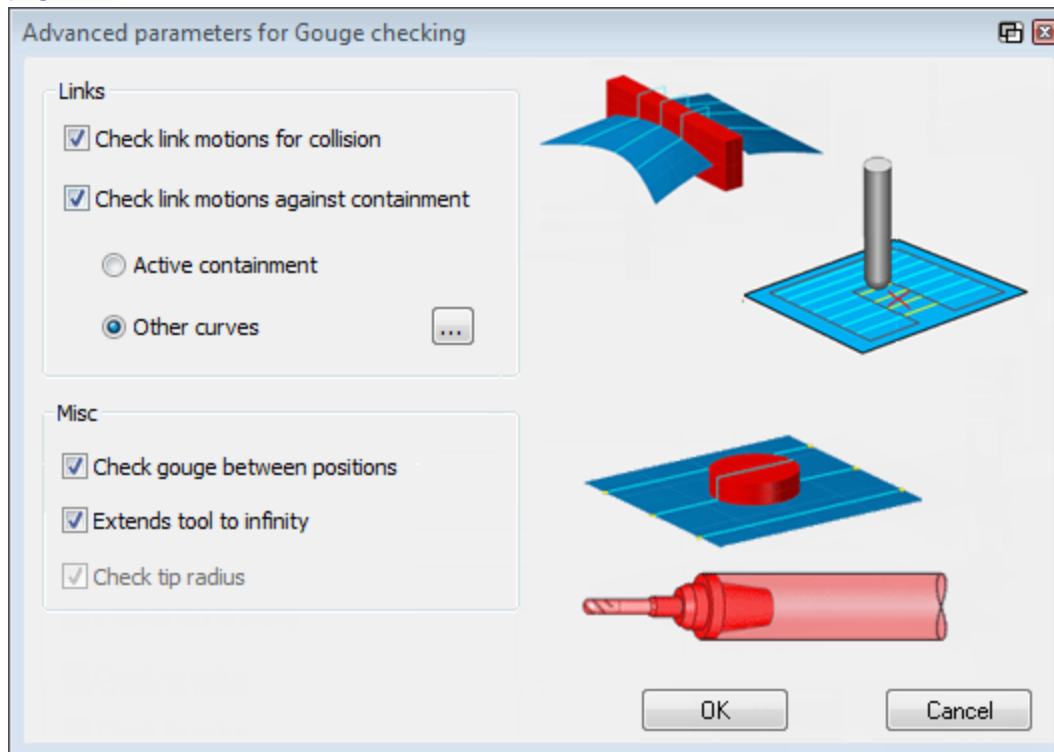 Advanced parameters for Gouge checking
Links
Check link motions for collision
Check link motions against containment
Active containment
Other curves
...
Misc
Check gouge between positions
Extends tool to infinity
Check tip radius
OK
Cancel